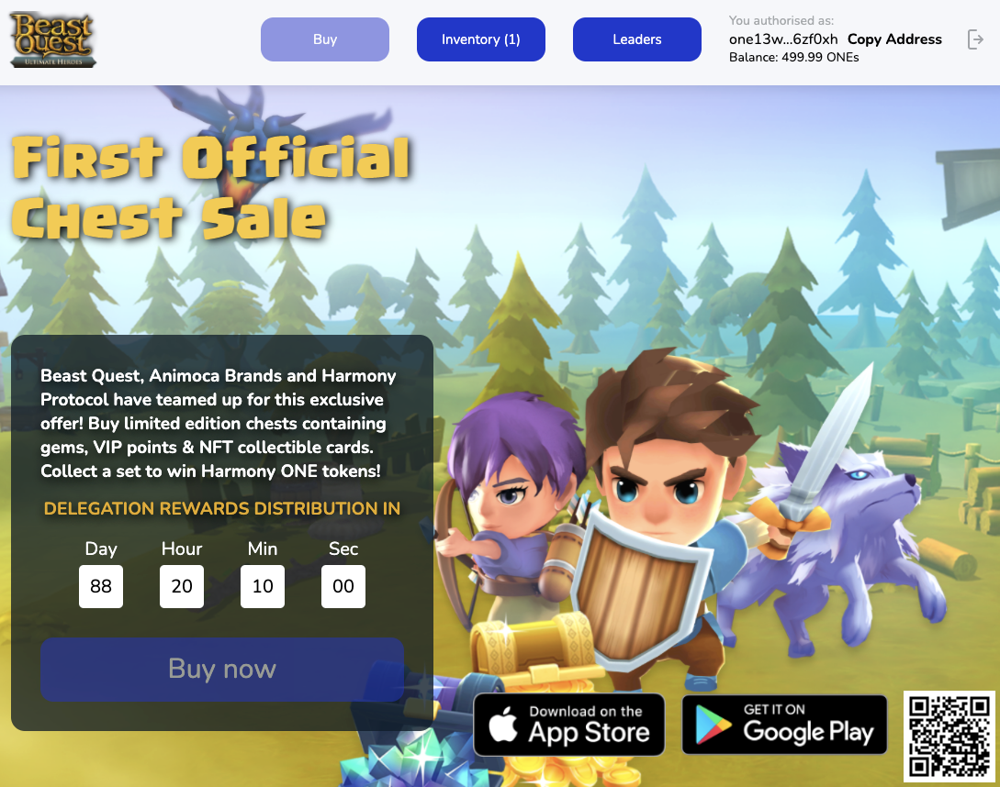 Beast
Quest
ULTIMATE HEROES
Buy
Inventory (1)
Leaders
You authorised as:
one13w...6zf0xh Copy Address
Balance: 499.99 ONEs
First Official
Chest Sale
Beast Quest, Animoca Brands and Harmony
Protocol have teamed up for this exclusive
offer! Buy limited edition chests containing
gems, VIP points & NFT collectible cards.
Collect a set to win Harmony ONE tokens!
DELEGATION REWARDS DISTRIBUTION IN
Day Hour Min Sec
88 20 10 00
Buy now
Download on the
App Store
GET IT ON
Google Play